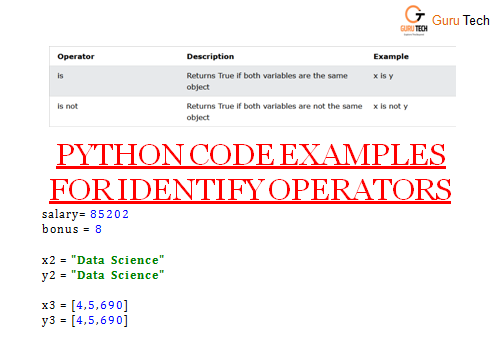 GURU TECH
Guru Tech
Operator Description Example
is Returns True if both variables are the same x is y
object
is not Returns True if both variables are not the same x is not y
object
PYTHON CODE EXAMPLES
FOR IDENTIFY OPERATORS
salary= 85202
bonus = 8
x2 = "Data Science"
y2 = "Data Science"
x3 = [4,5,690]
y3 = [4,5,690]